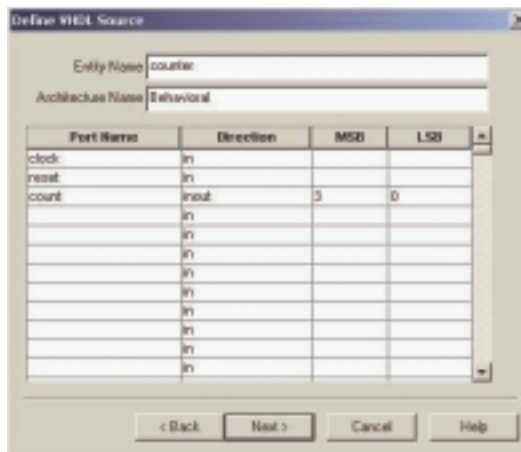 Define VHDL Source
Entity Name counter
Architecture Name Behavioral
Port Name Direction MSB LSB
clock in
reset in
count inout 3 0
in
in
in
in
in
in
in
in
in
< Back Next > Cancel Help